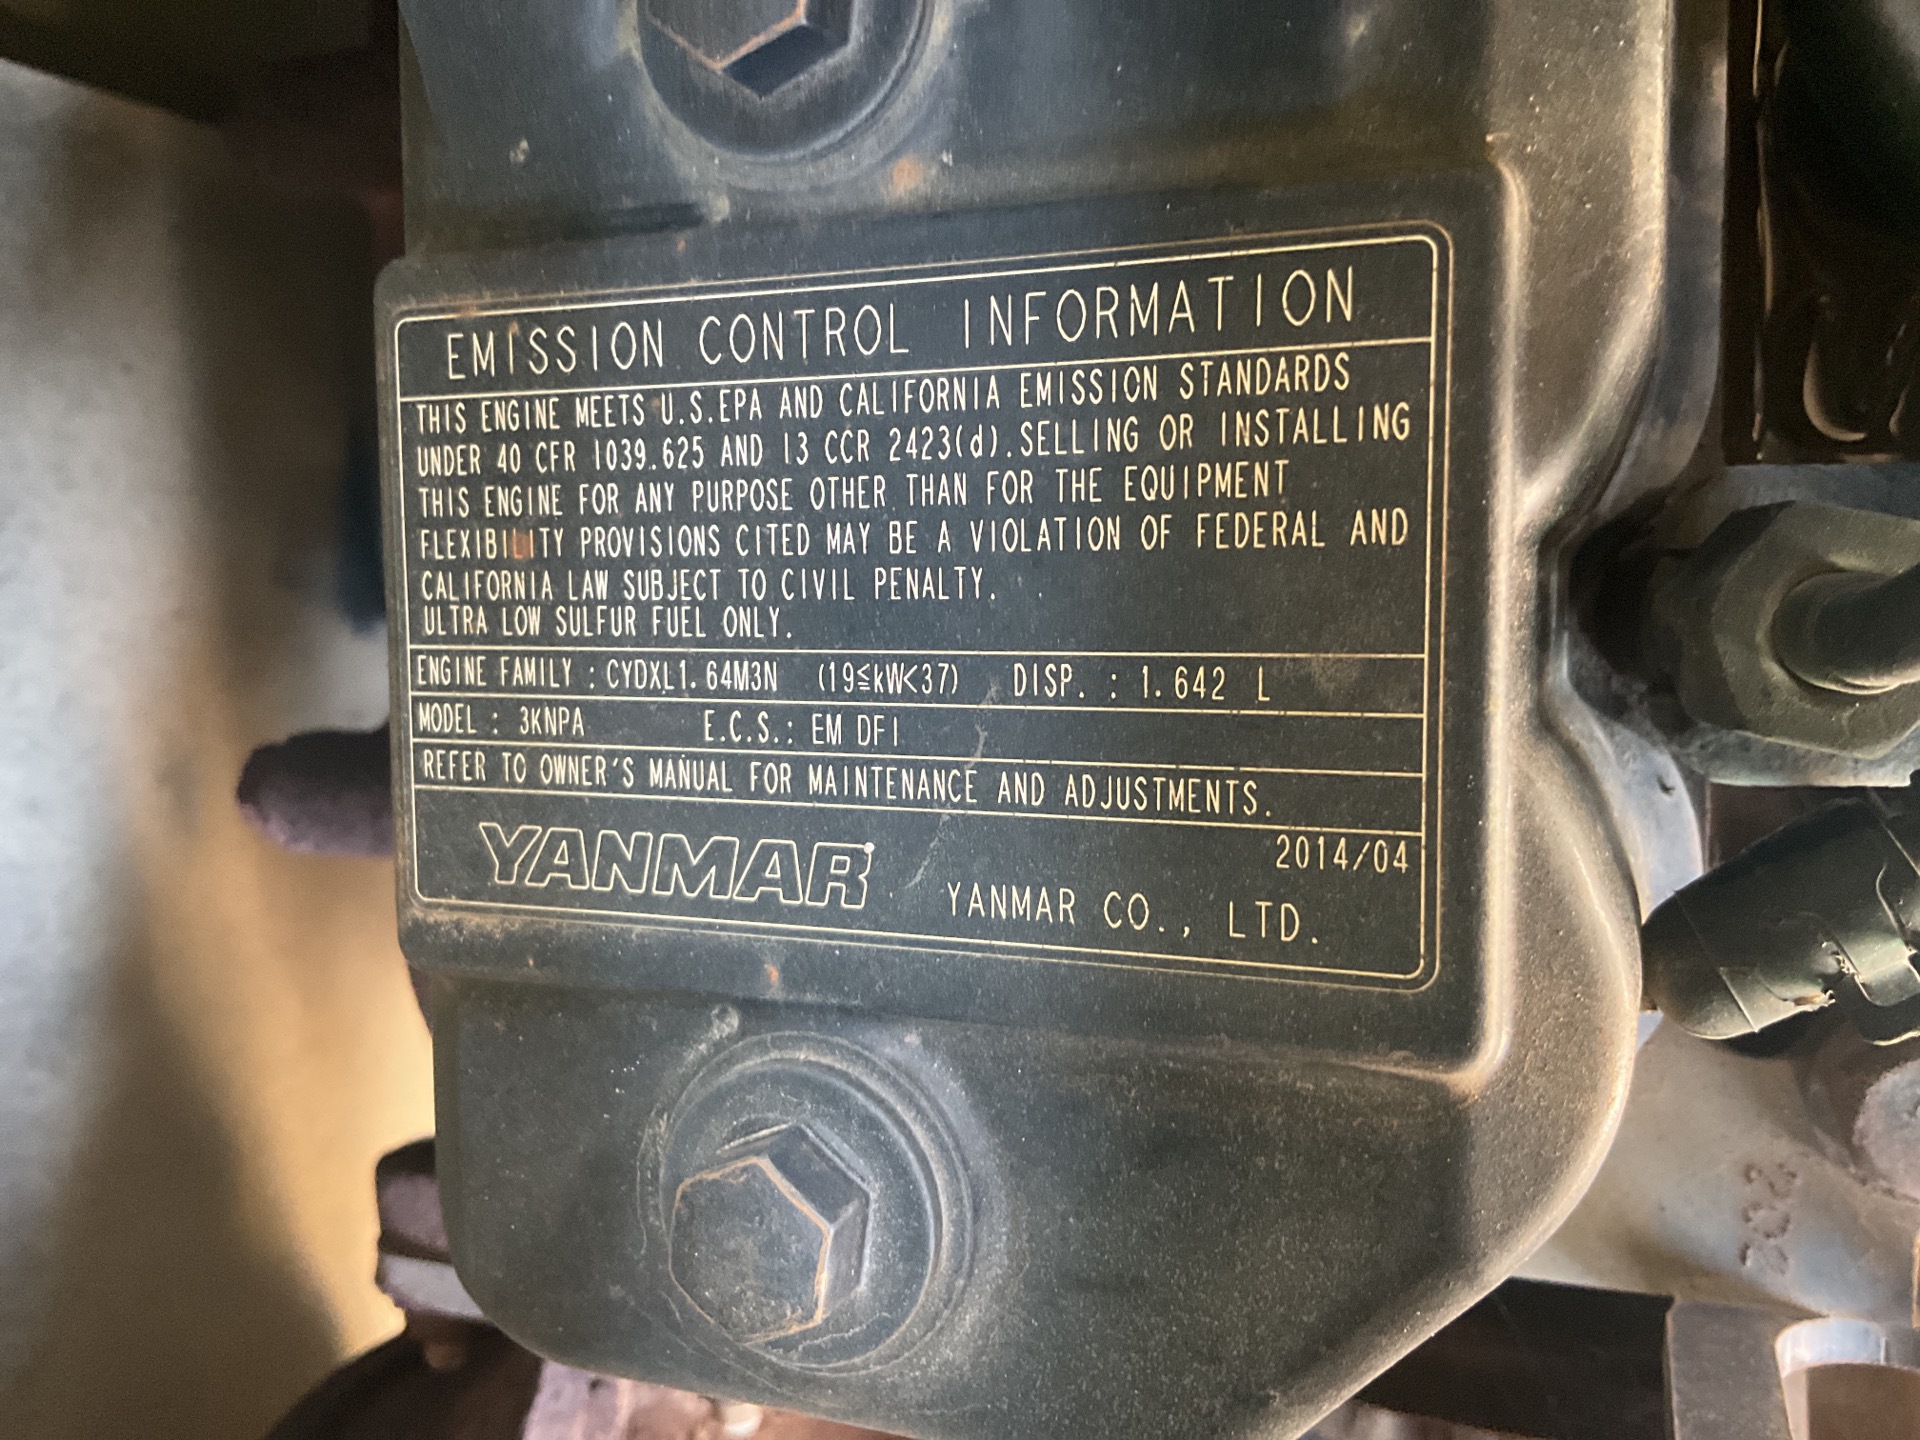 EMISSION CONTROL INFORMATION
THIS ENGINE MEETS U.S.EPA AND CALIFORNIA EMISSION STANDARDS
UNDER 40 CFR 1039.625 AND 13 CCR 2423(d).SELLING OR INSTALLING
THIS ENGINE FOR ANY PURPOSE OTHER THAN FOR THE EQUIPMENT
FLEXIBILITY PROVISIONS CITED MAY BE A VIOLATION OF FEDERAL AND
CALIFORNIA LAW SUBJECT TO CIVIL PENALTY.
ULTRA LOW SULFUR FUEL ONLY.
ENGINE FAMILY : CYDXL1.64M3N (19≦kW<37) DISP. : 1.642 L
MODEL : 3KNPA E.C.S.: EM DFI
REFER TO OWNER'S MANUAL FOR MAINTENANCE AND ADJUSTMENTS.
2014/04
YANMAR YANMAR CO., LTD.